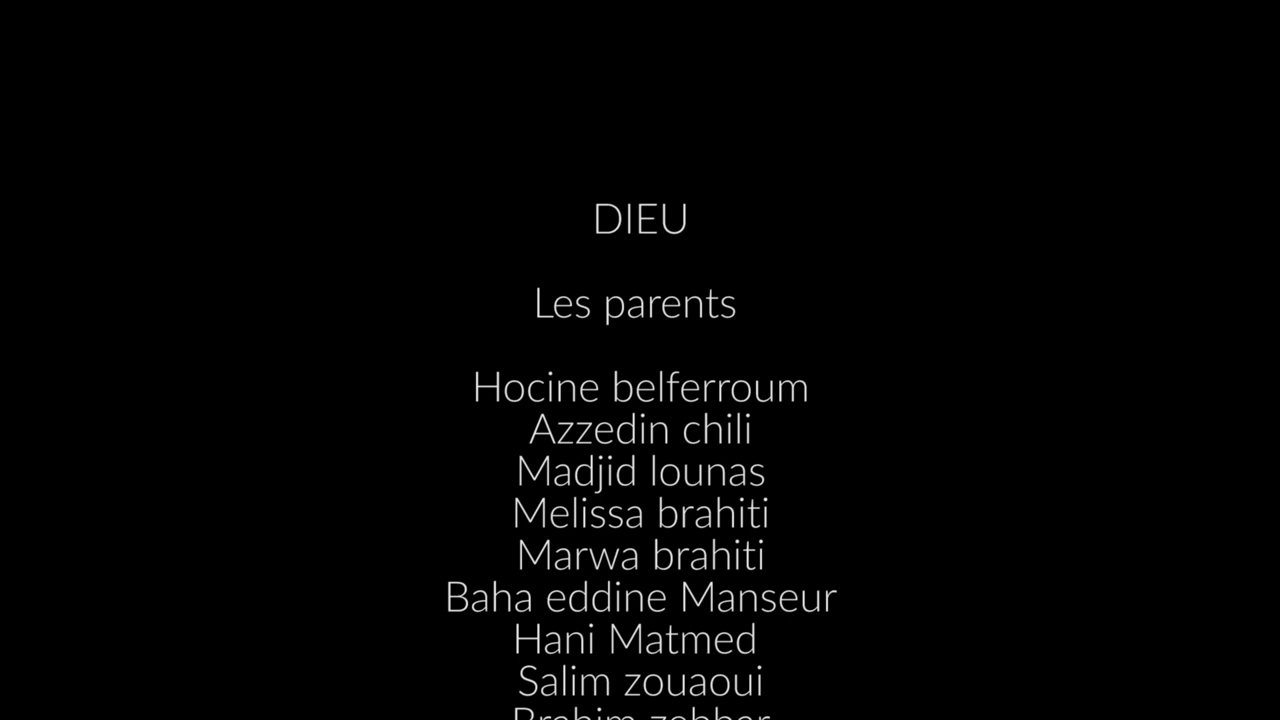 DIEU
Les parents
Hocine belferroum
Azzedin chili
Madjid lounas
Melissa brahiti
Marwa brahiti
Baha eddine Manseur
Hani Matmed
Salim zouaoui